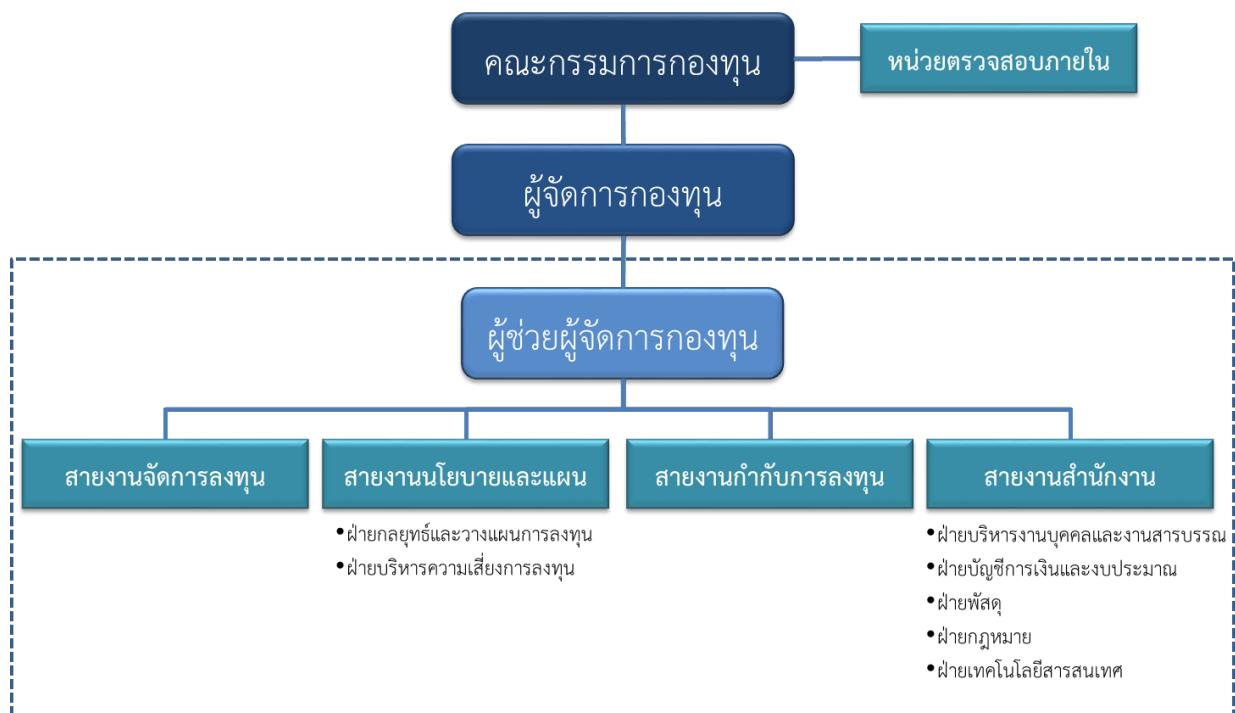 คณะกรรมการกองทุน
หน่วยตรวจสอบภายใน
ผู้จัดการกองทุน
ผู้ช่วยผู้จัดการกองทุน
สายงานจัดการลงทุน
สายงานนโยบายและแผน
•ฝ่ายกลยุทธ์และวางแผนการลงทุน
•ฝ่ายบริหารความเสี่ยงการลงทุน
สายงานกำกับการลงทุน
สายงานสำนักงาน
•ฝ่ายบริหารงานบุคคลและงานสารบรรณ
•ฝ่ายบัญชีการเงินและงบประมาณ
•ฝ่ายพัสดุ
•ฝ่ายกฎหมาย
•ฝ่ายเทคโนโลยีสารสนเทศ